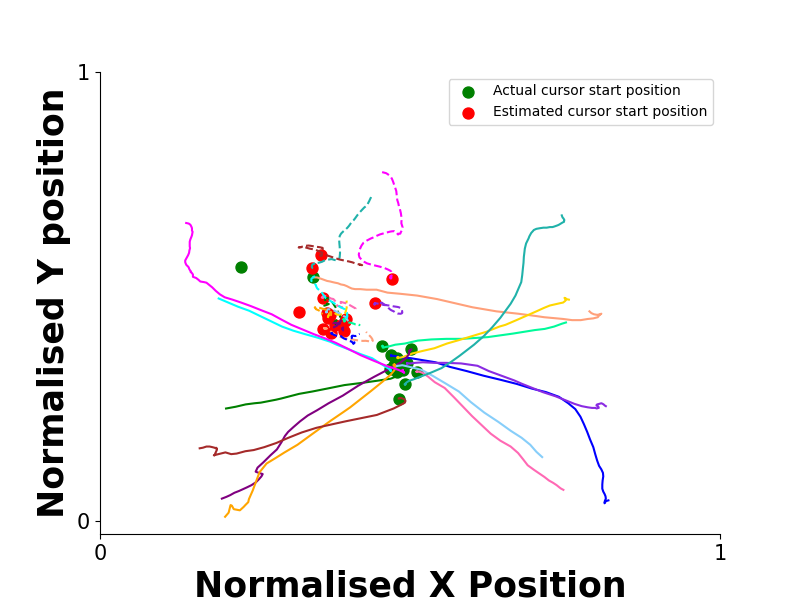 1
Actual cursor start position
Estimated cursor start position
Normalised Y position
0
0
1
Normalised X Position